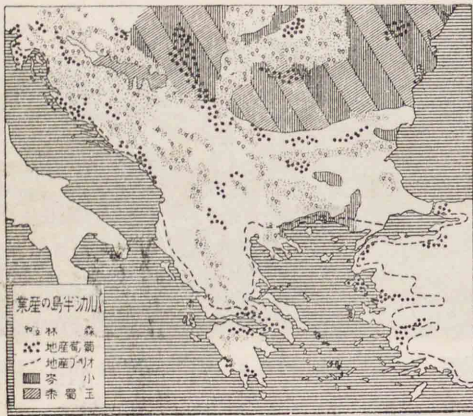 バルカン半島の産業
森林
葡萄産地
オリーブ産地
小麥
玉蜀黍